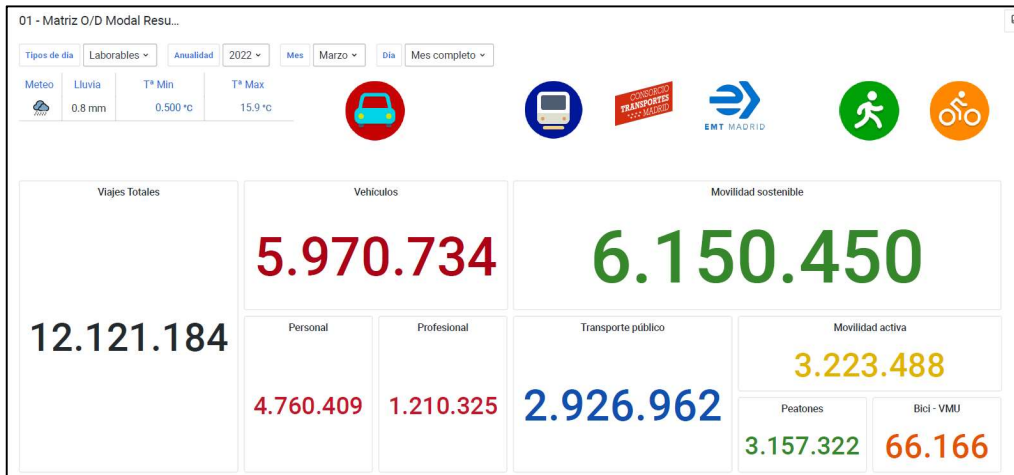 01 - Matriz O/D Modal Resu...
Tipos de día Laborables Anualidad 2022 Mes Marzo Día Mes completo
Meteo Lluvia Tª Min Tª Max
0.8 mm 0.500 °C 15.9 °C
CONSORCIO
TRANSPORTES
MADRID
EMT MADRID
Viajes Totales
12.121.184
Vehículos
5.970.734
Movilidad sostenible
6.150.450
Personal
4.760.409
Profesional
1.210.325
Transporte público
2.926.962
Movilidad activa
3.223.488
Peatones
3.157.322
Bici - VMU
66.166